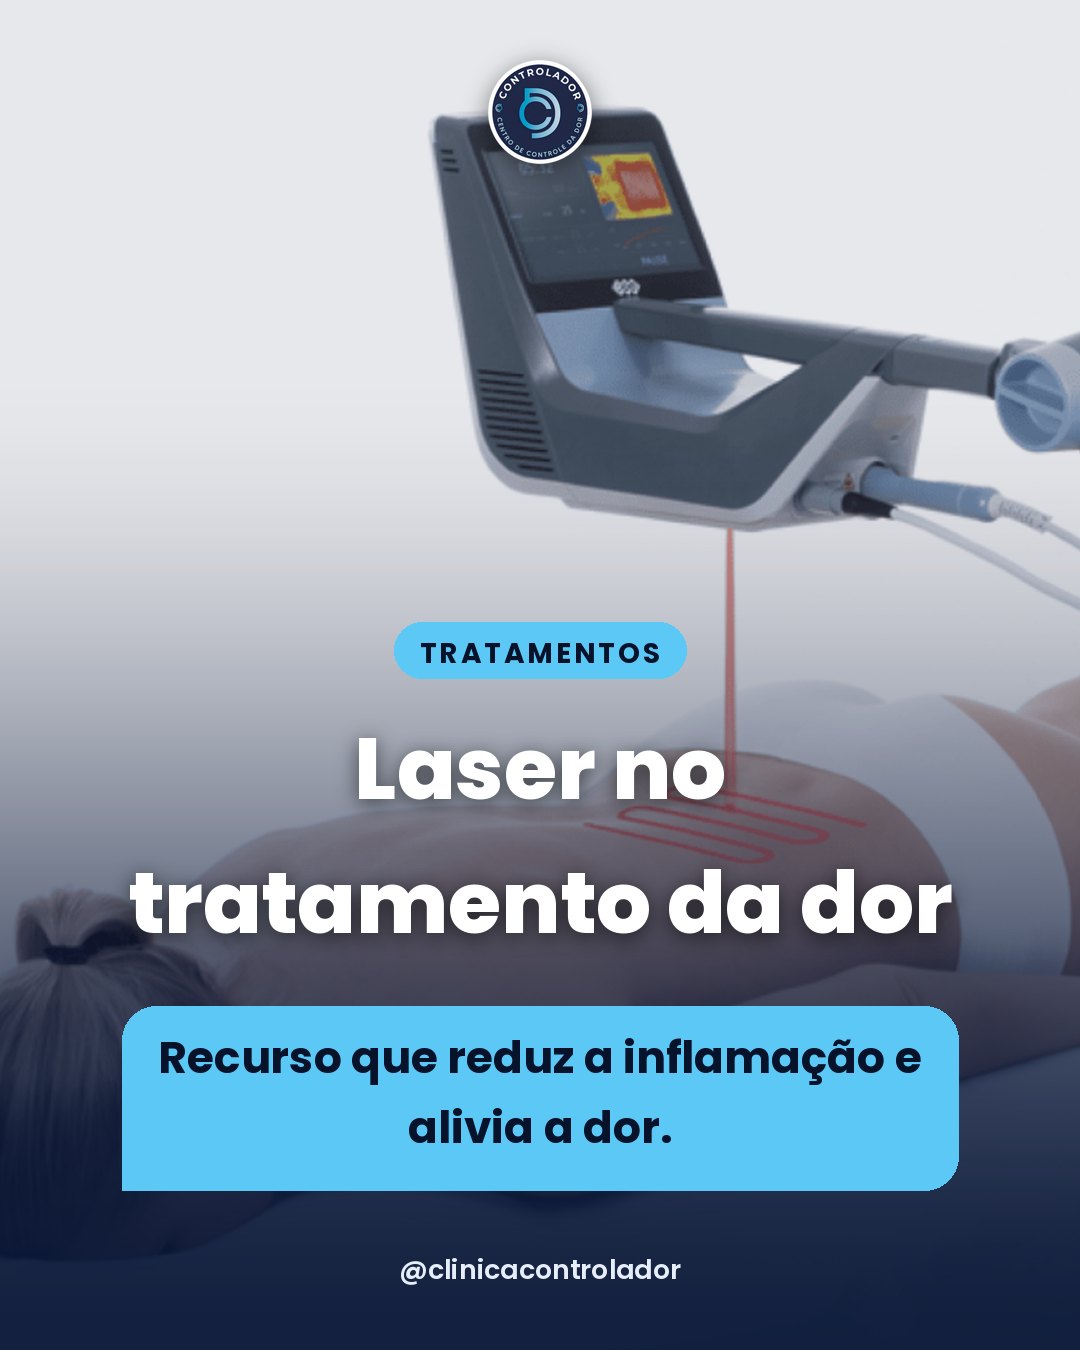 CONTROLADOR
CENTRO DE CONTROLE DA DOR
PAUSE
TRATAMENTOS
Laser no
tratamento da dor
Recurso que reduz a inflamação e
alivia a dor.
@clinicacontrolador